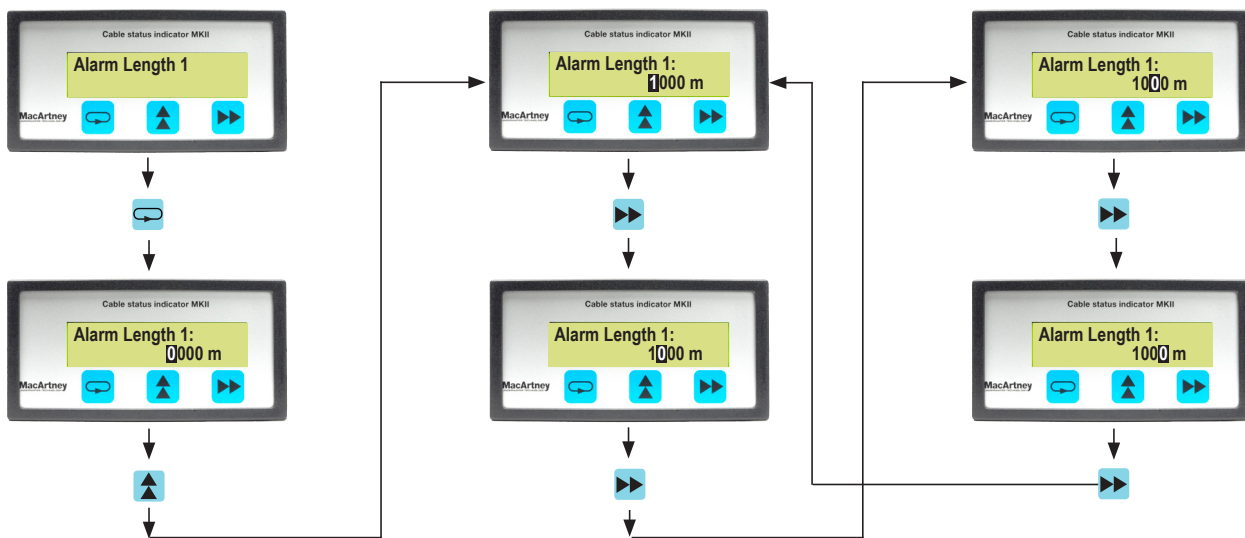 Cable status indicator MKII
Alarm Length 1
MacArtney
Cable status indicator MKII
Alarm Length 1:
0000 m
MacArtney
Cable status indicator MKII
Alarm Length 1:
1000 m
MacArtney
Cable status indicator MKII
Alarm Length 1:
1000 m
MacArtney
Cable status indicator MKII
Alarm Length 1:
1000 m
MacArtney
Cable status indicator MKII
Alarm Length 1:
1000 m
MacArtney